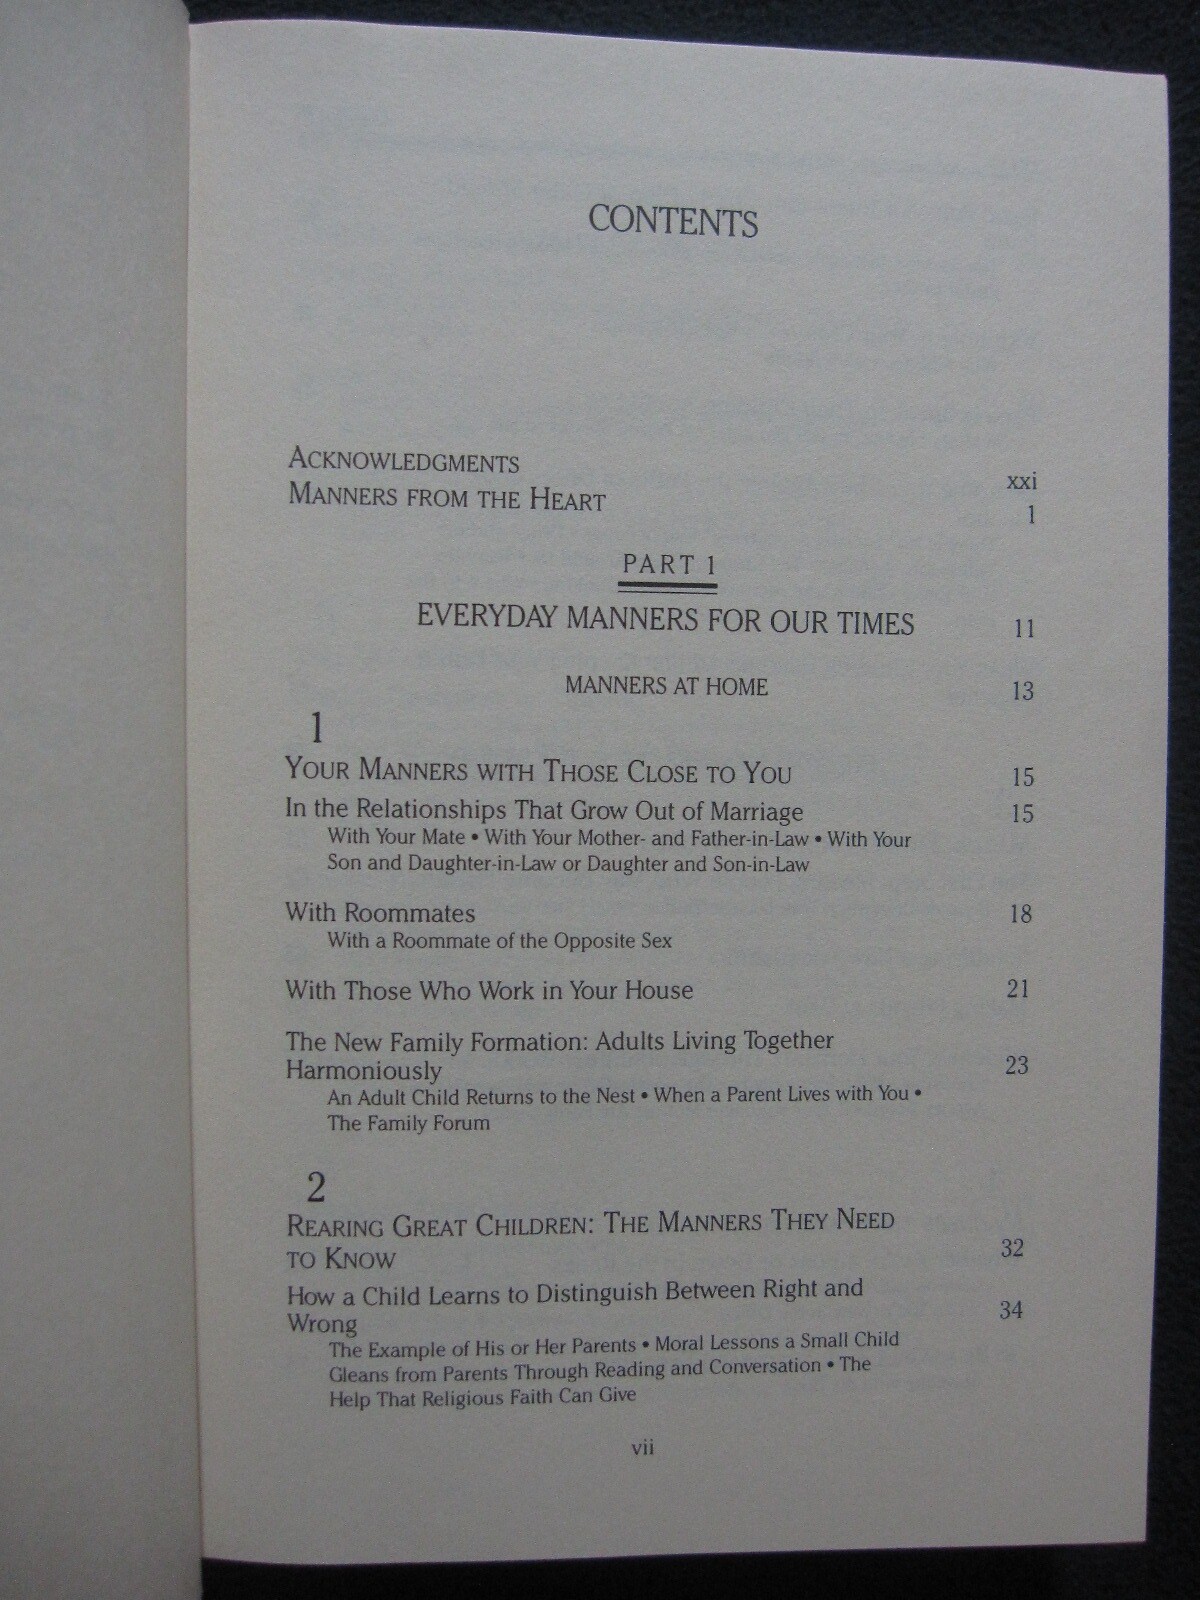 CONTENTS
ACKNOWLEDGMENTS xxi
MANNERS FROM THE HEART 1
PART 1
EVERYDAY MANNERS FOR OUR TIMES 11
MANNERS AT HOME 13
1
YOUR MANNERS WITH THOSE CLOSE TO YOU 15
In the Relationships That Grow Out of Marriage 15
With Your Mate • With Your Mother- and Father-in-Law • With Your
Son and Daughter-in-Law or Daughter and Son-in-Law
With Roommates 18
With a Roommate of the Opposite Sex
With Those Who Work in Your House 21
The New Family Formation: Adults Living Together
Harmoniously 23
An Adult Child Returns to the Nest • When a Parent Lives with You •
The Family Forum
2
REARING GREAT CHILDREN: THE MANNERS THEY NEED
TO KNOW 32
How a Child Learns to Distinguish Between Right and
Wrong 34
The Example of His or Her Parents • Moral Lessons a Small Child
Gleans from Parents Through Reading and Conversation • The
Help That Religious Faith Can Give
vii